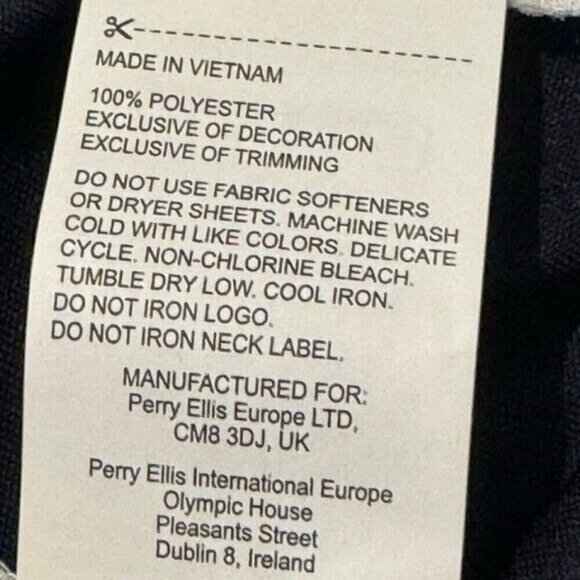 MADE IN VIETNAM
100% POLYESTER
EXCLUSIVE OF DECORATION
EXCLUSIVE OF TRIMMING
DO NOT USE FABRIC SOFTENERS
OR DRYER SHEETS. MACHINE WASH
COLD WITH LIKE COLORS. DELICATE
CYCLE. NON-CHLORINE BLEACH.
TUMBLE DRY LOW. COOL IRON.
DO NOT IRON LOGO.
DO NOT IRON NECK LABEL.
MANUFACTURED FOR:
Perry Ellis Europe LTD,
CM8 3DJ, UK
Perry Ellis International Europe
Olympic House
Pleasants Street
Dublin 8, Ireland